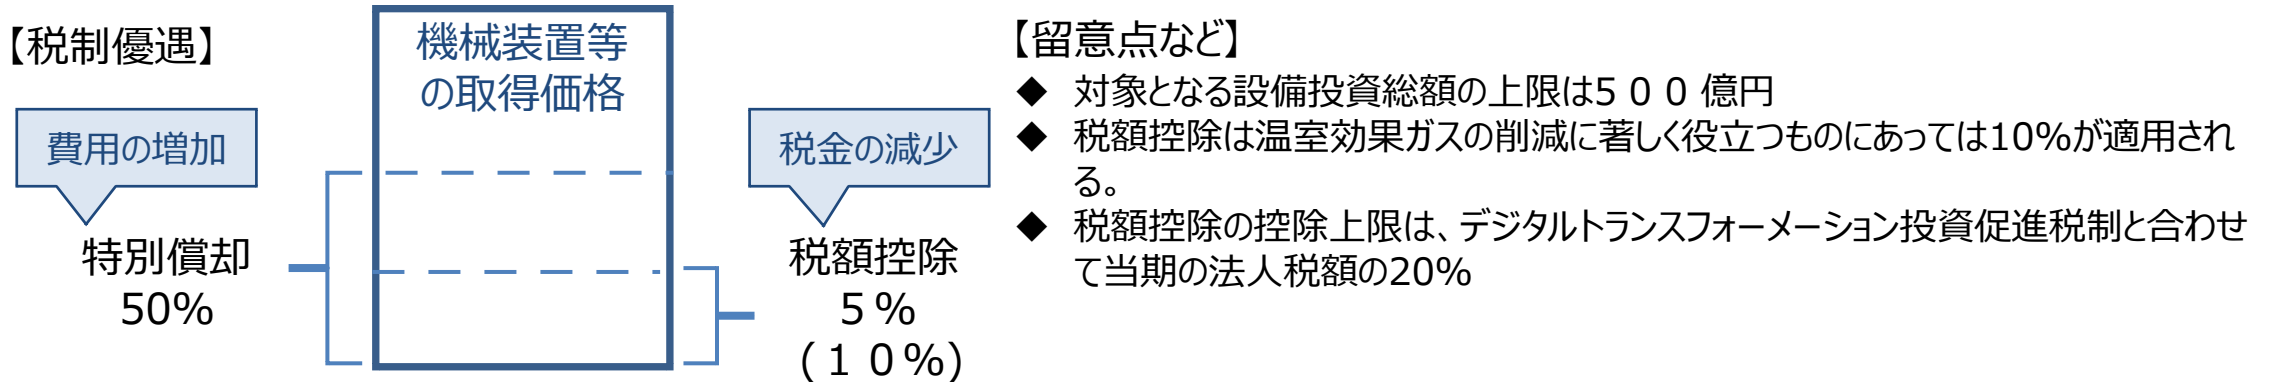 【税制優遇】
機械装置等
の取得価格
費用の増加
特別償却
50%
税金の減少
税額控除
５%
(１０%)
【留意点など】
◆ 対象となる設備投資総額の上限は５００億円
◆ 税額控除は温室効果ガスの削減に著しく役立つものにあっては10%が適用され
る。
◆ 税額控除の控除上限は、デジタルトランスフォーメーション投資促進税制と合わせ
て当期の法人税額の20%